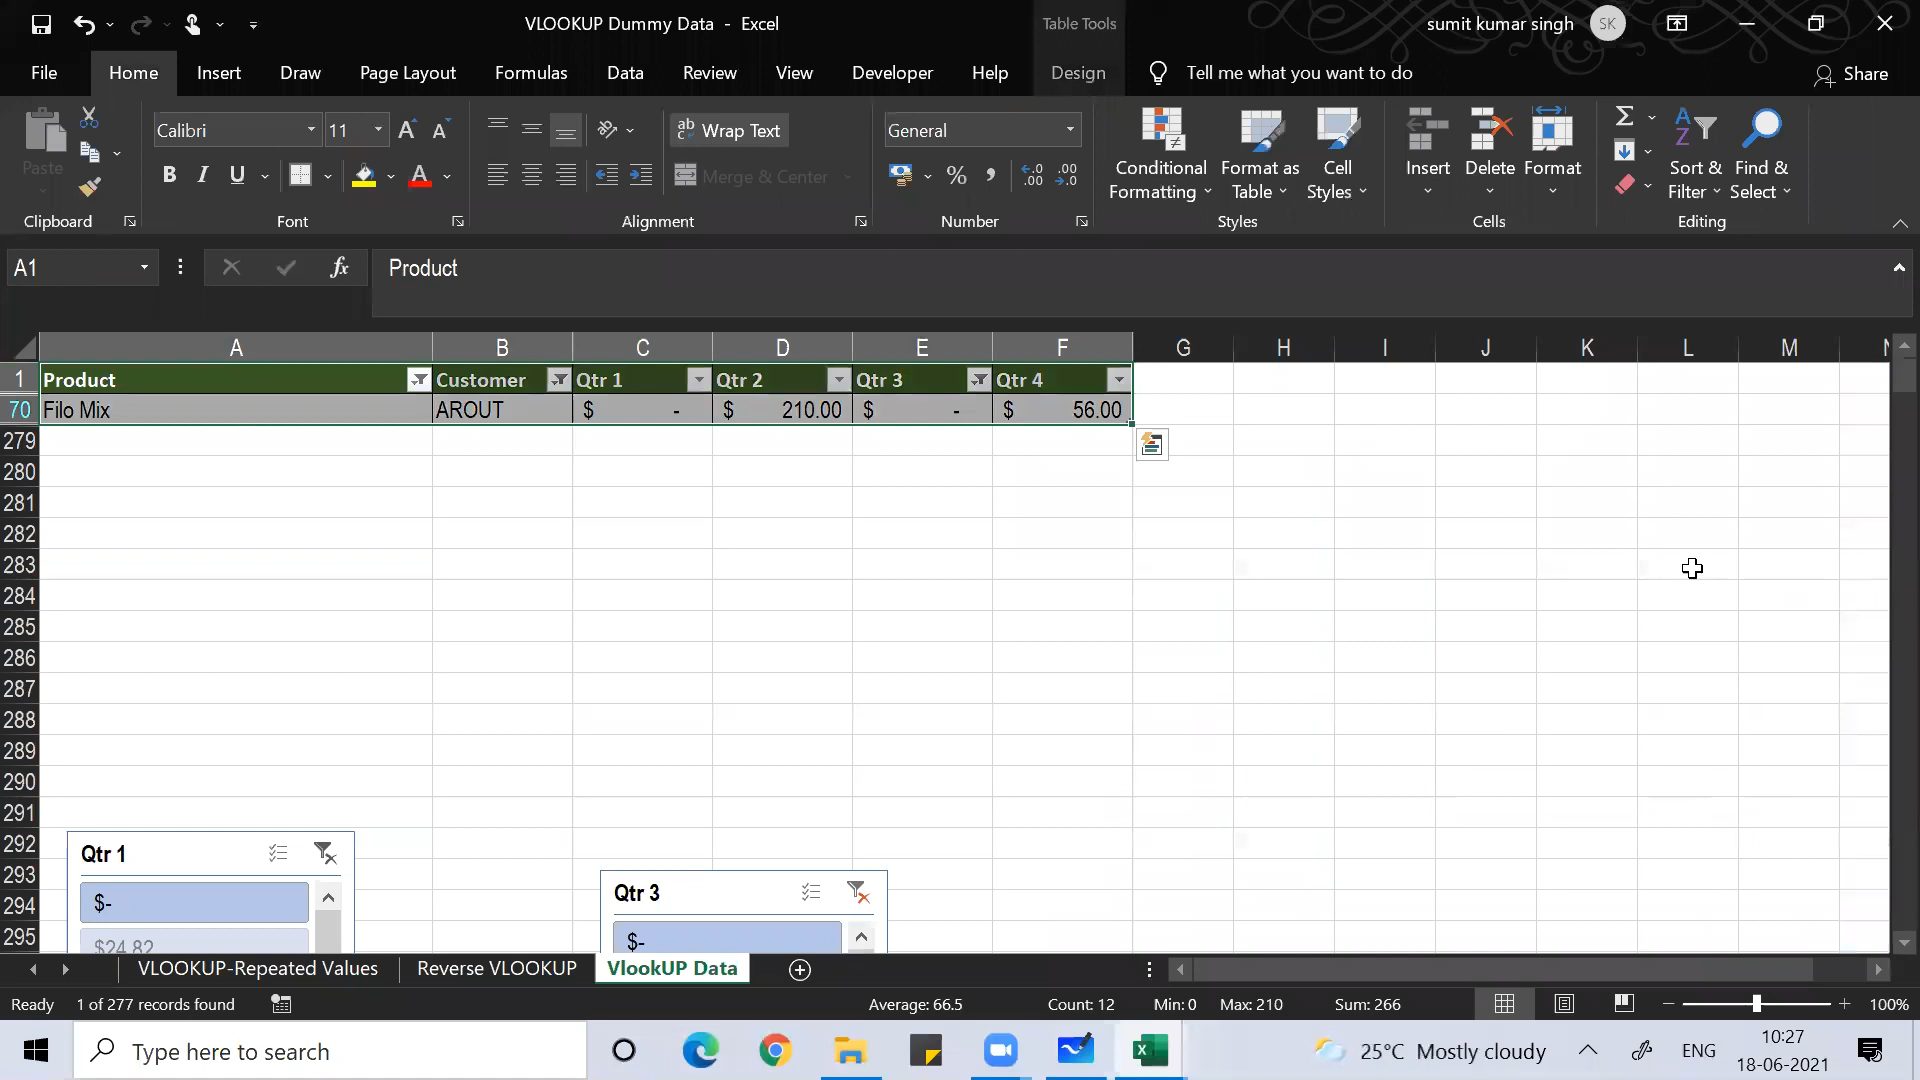 VLOOKUP Dummy Data - Excel
Table Tools
sumit kumar singh
SK
File Home Insert Draw Page Layout Formulas Data Review View Developer Help Design Tell me what you want to do Share
Paste
Calibri 11
B I U
Wrap Text
Merge & Center
General
Conditional Formatting
Format as Table
Cell Styles
Insert
Delete
Format
Sort & Filter
Find & Select
Clipboard Font Alignment Number Styles Cells Editing
A1 fx Product
A B C D E F G H I J K L M
1 Product Customer Qtr 1 Qtr 2 Qtr 3 Qtr 4
70 Filo Mix AROUT $ - $ 210.00 $ - $ 56.00
279
280
281
282
283
284
285
286
287
288
289
290
291
292
293
294
295
Qtr 1
$-
$24.82
Qtr 3
$-
VLOOKUP-Repeated Values Reverse VLOOKUP VlookUP Data
Ready 1 of 277 records found Average: 66.5 Count: 12 Min: 0 Max: 210 Sum: 266 100%
Type here to search
25°C Mostly cloudy ENG
10:27
18-06-2021